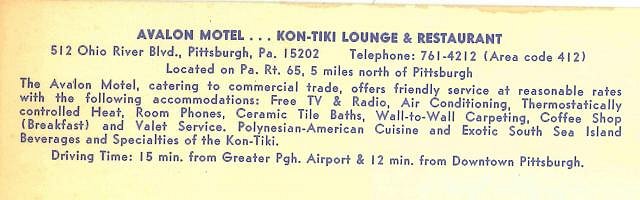 AVALON MOTEL . . . KON-TIKI LOUNGE & RESTAURANT
512 Ohio River Blvd., Pittsburgh, Pa. 15202 Telephone: 761-4212 (Area code 412)
Located on Pa. Rt. 65, 5 miles north of Pittsburgh
The Avalon Motel, catering to commercial trade, offers friendly service at reasonable rates
with the following accommodations: Free TV & Radio, Air Conditioning, Thermostatically
controlled Heat, Room Phones, Ceramic Tile Baths, Wall-to-Wall Carpeting, Coffee Shop
(Breakfast) and Valet Service. Polynesian-American Cuisine and Exotic South Sea Island
Beverages and Specialties of the Kon-Tiki.
Driving Time: 15 min. from Greater Pgh. Airport & 12 min. from Downtown Pittsburgh.